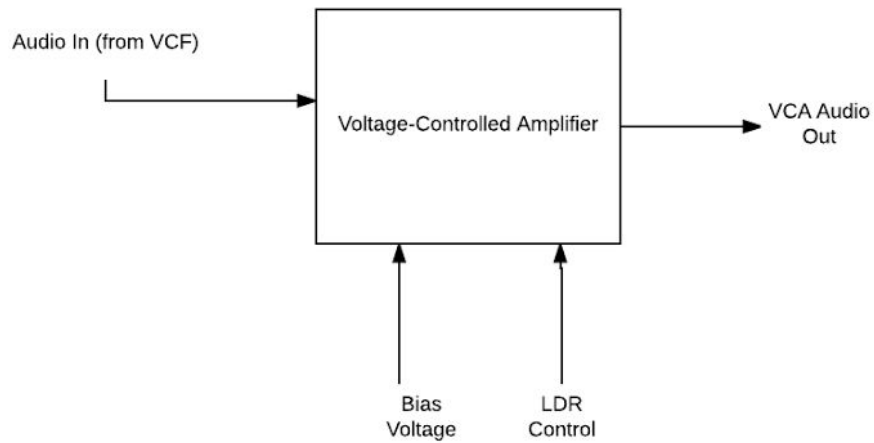 Audio In (from VCF)
Voltage-Controlled Amplifier
VCA Audio
Out
Bias
Voltage
LDR
Control